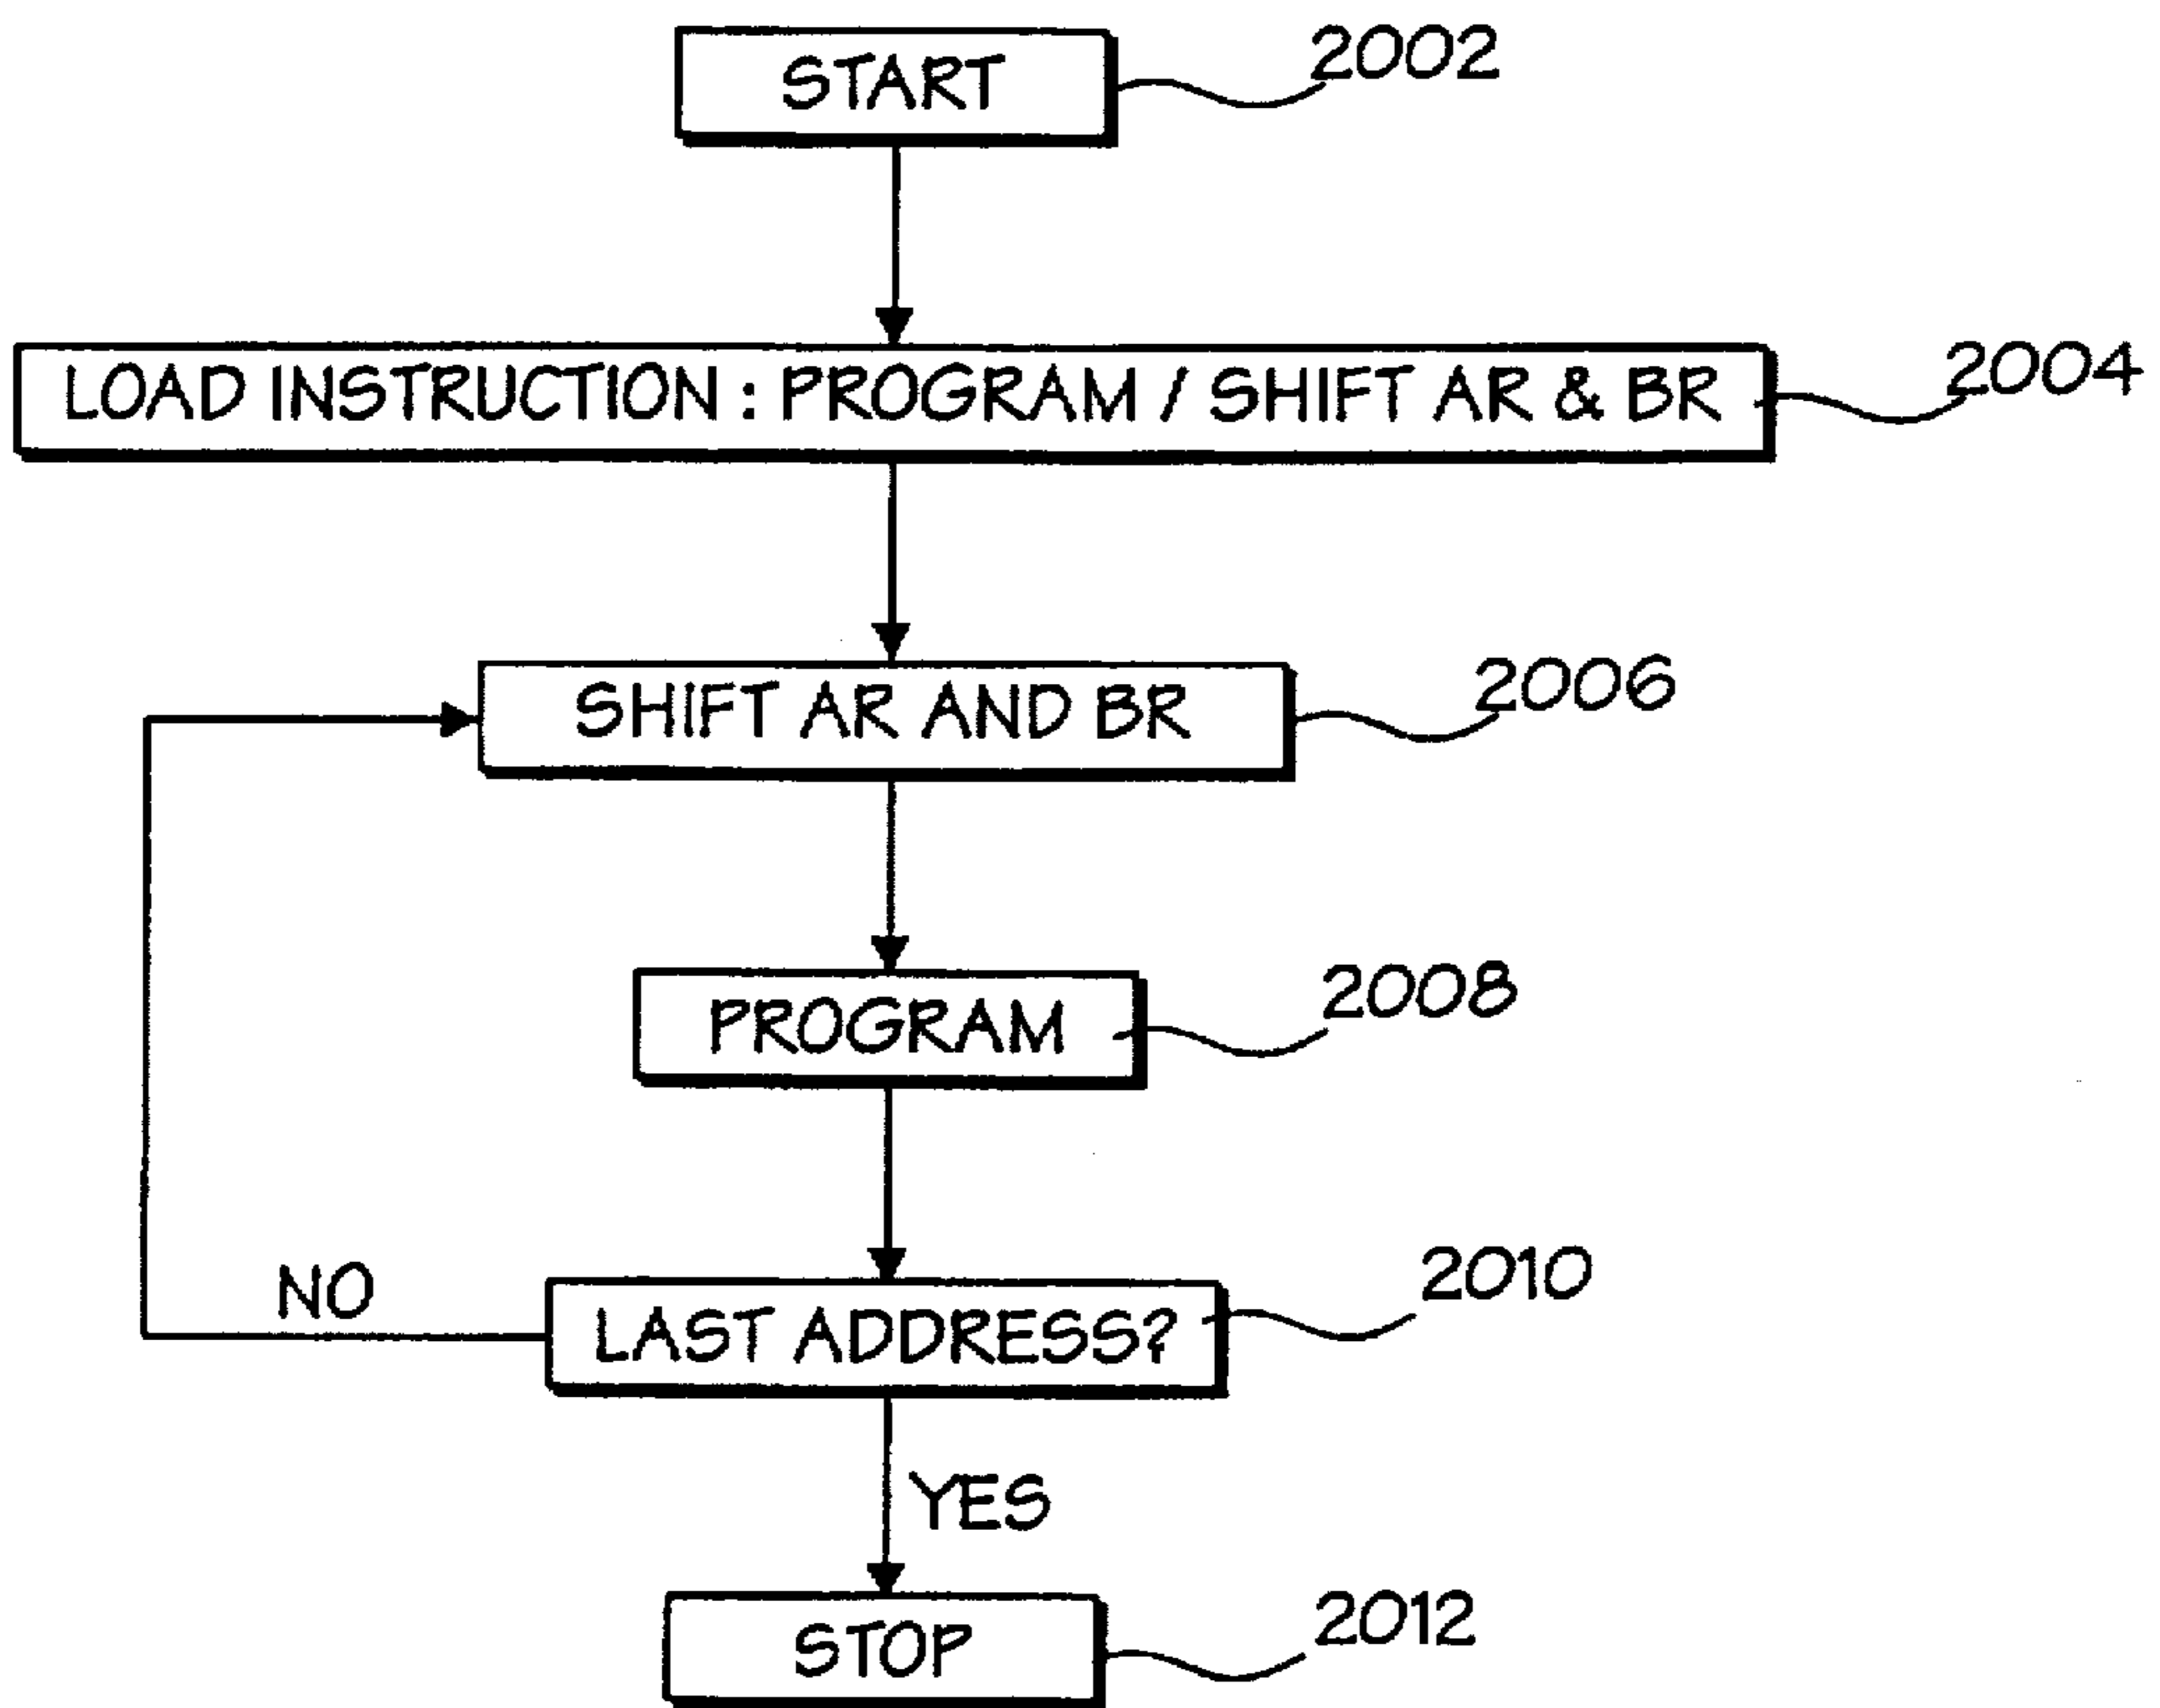 START
2002
LOAD INSTRUCTION : PROGRAM / SHIFT AR & BR
2004
SHIFT AR AND BR
2006
PROGRAM
2008
NO
LAST ADDRESS?
2010
YES
STOP
2012